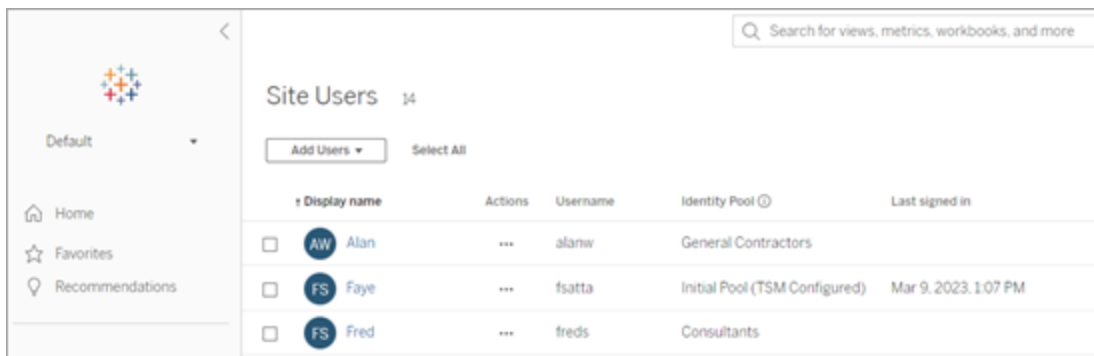 Search for views, metrics, workbooks, and more
Default
Home
Favorites
Recommendations
Site Users 14
Add Users Select All
Display name Actions Username Identity Pool Last signed in
AW Alan alanw General Contractors
FS Faye fsatta Initial Pool (TSM Configured) Mar 9, 2023, 1:07 PM
FS Fred freds Consultants